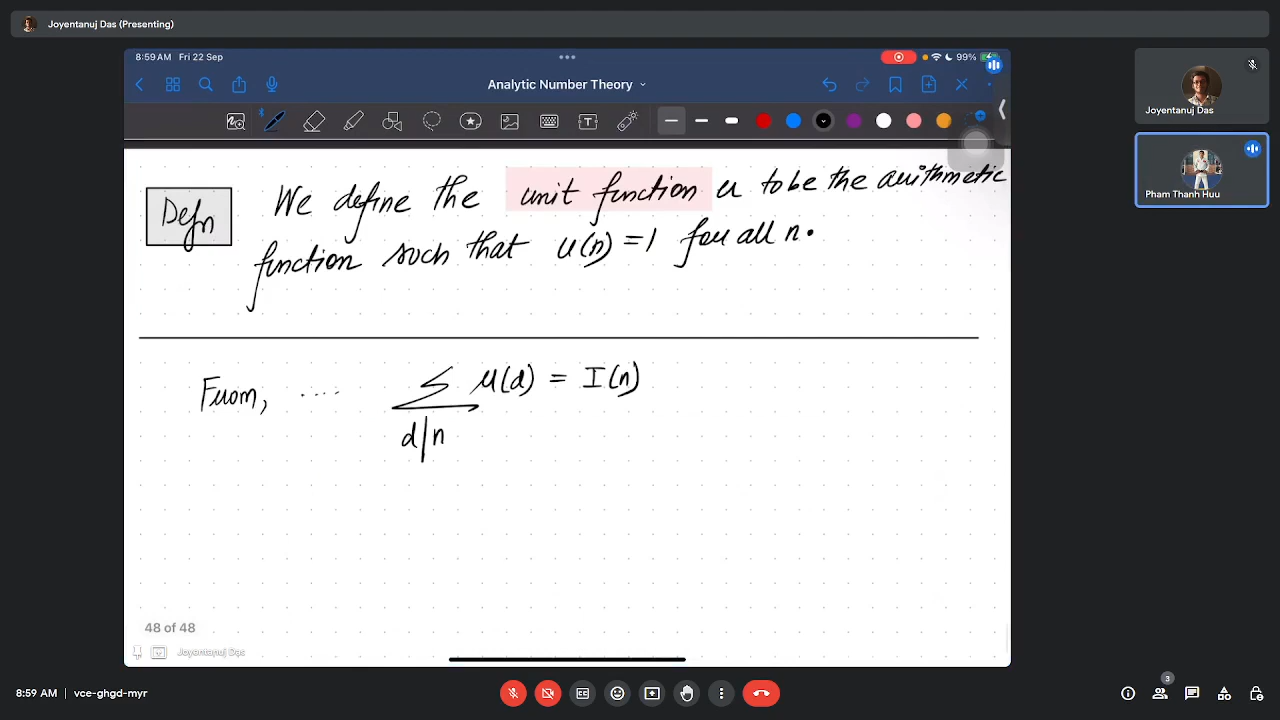 Joyentanuj Das (Presenting)
8:59 AM Fri 22 Sep
99%
Analytic Number Theory
Joyentanuj Das
Pham Thanh Huu
Defn
We define the unit function u to be the arithmetic
function such that u(n) = 1 for all n.
From, .... ∑ μ(d) = I(n)
d|n
48 of 48
Joyentanuj Das
8:59 AM | vce-ghgd-myr
3